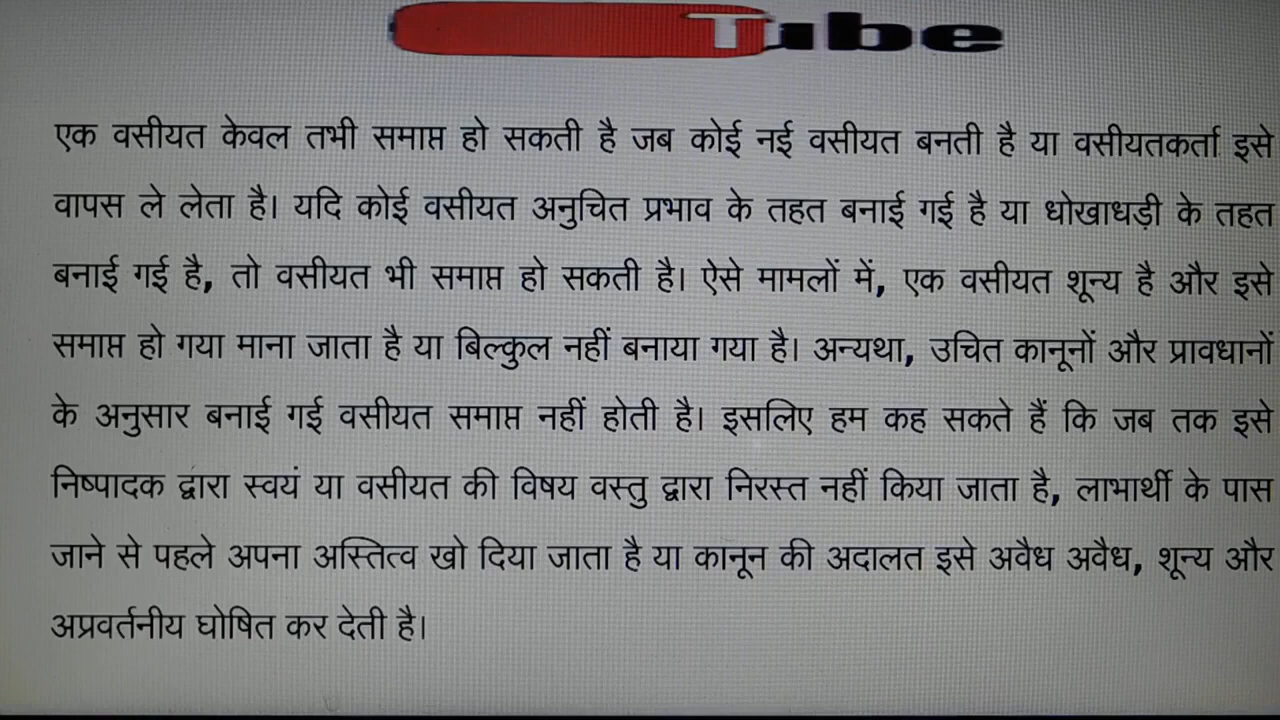 Tube
एक वसीयत केवल तभी समाप्त हो सकती है जब कोई नई वसीयत बनती है या वसीयतकर्ता इसे
वापस ले लेता है। यदि कोई वसीयत अनुचित प्रभाव के तहत बनाई गई है या धोखाधड़ी के तहत
बनाई गई है, तो वसीयत भी समाप्त हो सकती है। ऐसे मामलों में, एक वसीयत शून्य है और इसे
समाप्त हो गया माना जाता है या बिल्कुल नहीं बनाया गया है। अन्यथा, उचित कानूनों और प्रावधानों
के अनुसार बनाई गई वसीयत समाप्त नहीं होती है। इसलिए हम कह सकते हैं कि जब तक इसे
निष्पादक द्वारा स्वयं या वसीयत की विषय वस्तु द्वारा निरस्त नहीं किया जाता है, लाभार्थी के पास
जाने से पहले अपना अस्तित्व खो दिया जाता है या कानून की अदालत इसे अवैध अवैध, शून्य और
अप्रवर्तनीय घोषित कर देती है।